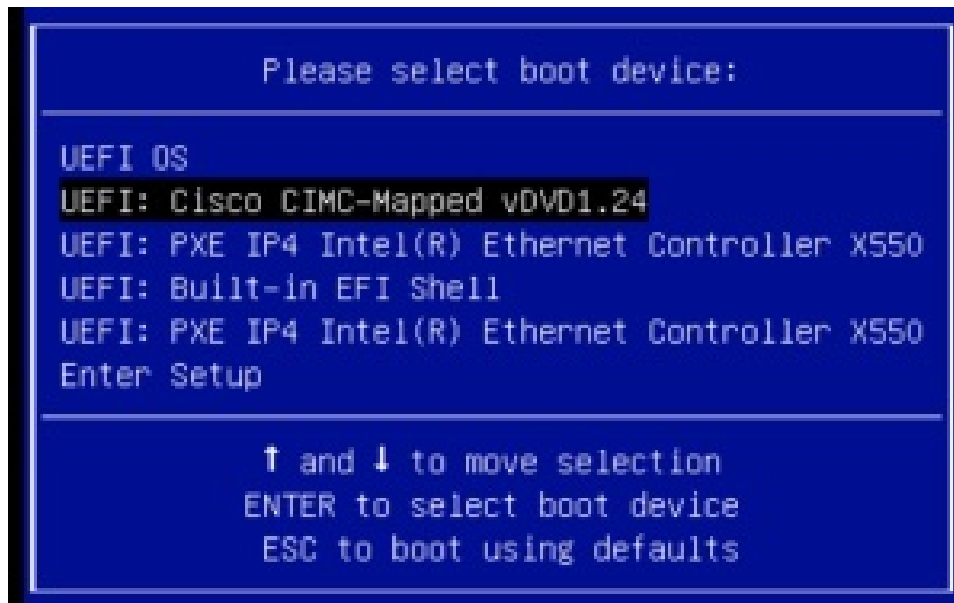 Please select boot device:
UEFI OS
UEFI: Cisco CIMC-Mapped vDVD1.24
UEFI: PXE IP4 Intel(R) Ethernet Controller X550
UEFI: Built-in EFI Shell
UEFI: PXE IP4 Intel(R) Ethernet Controller X550
Enter Setup
↑ and ↓ to move selection
ENTER to select boot device
ESC to boot using defaults